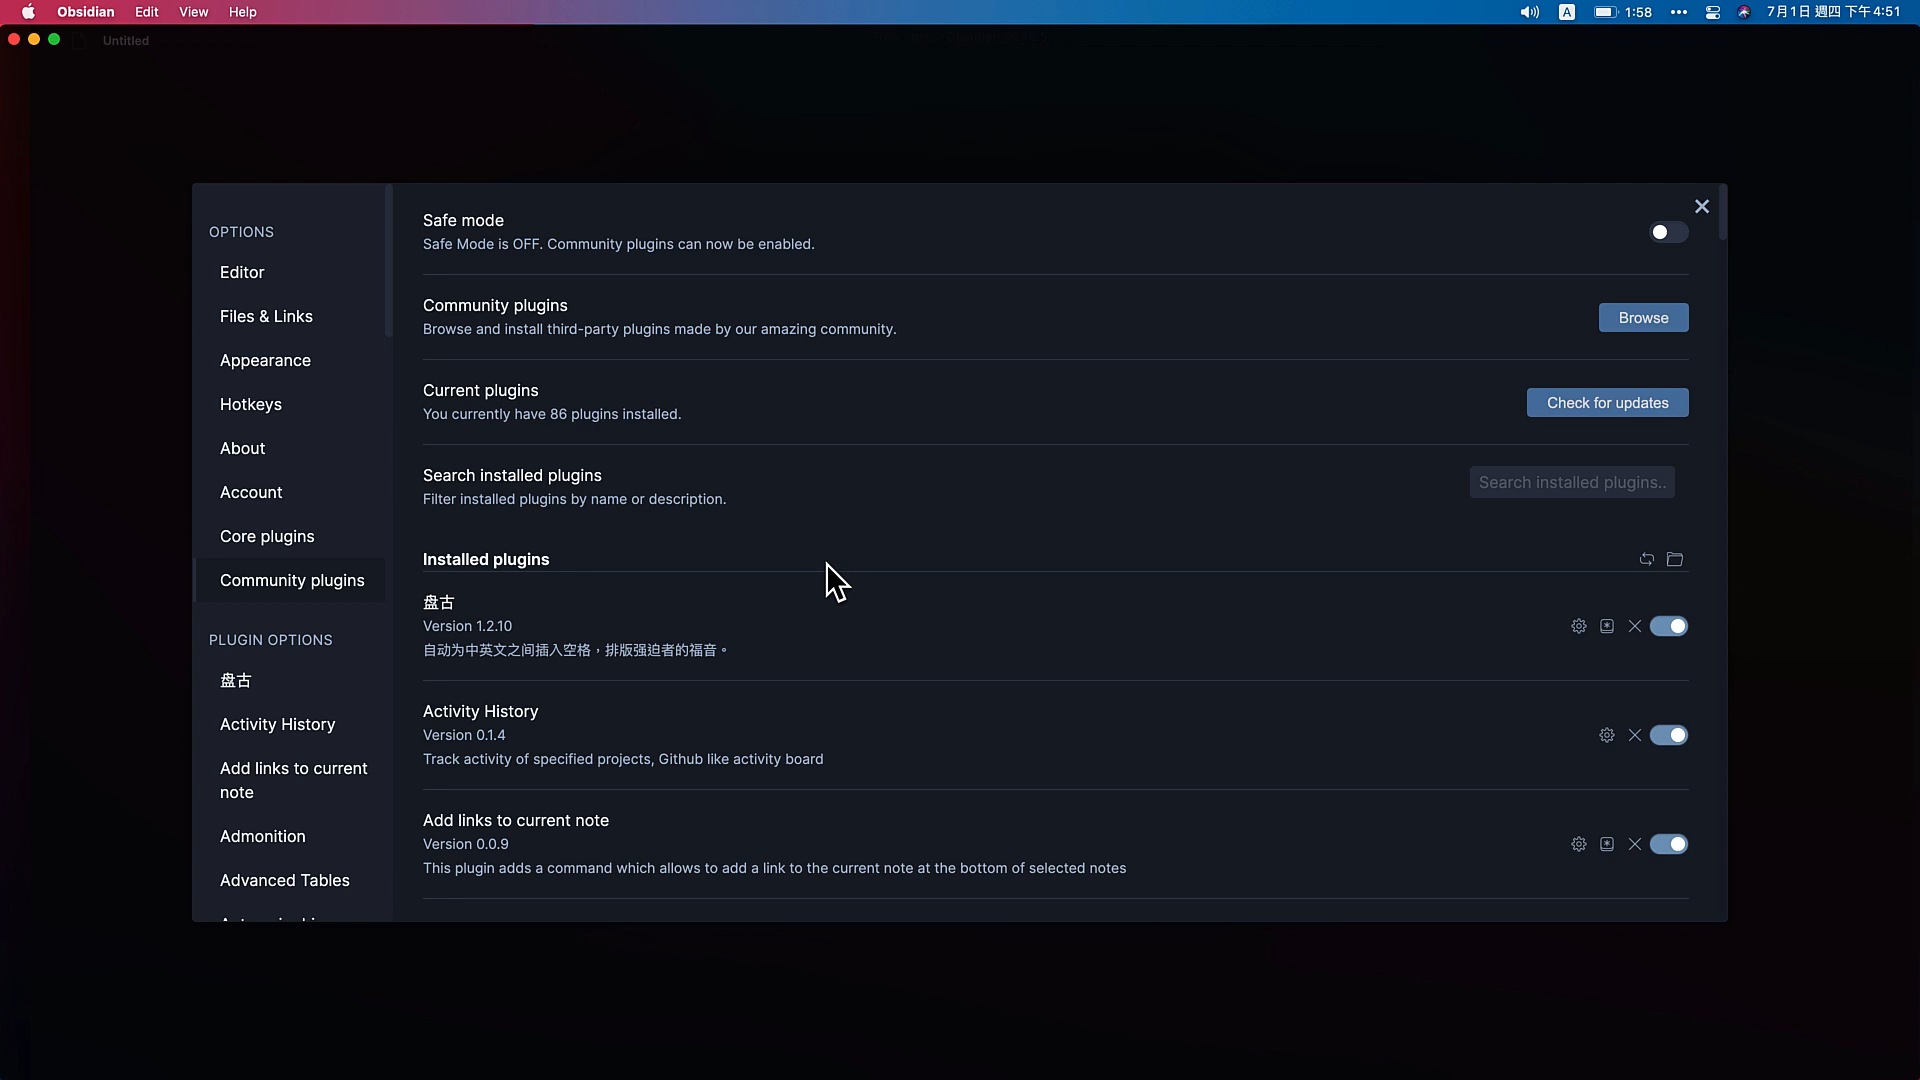 Obsidian Edit View Help
A 1:58 7月1日 週四 下午4:51
Untitled
OPTIONS
Editor
Files & Links
Appearance
Hotkeys
About
Account
Core plugins
Community plugins
PLUGIN OPTIONS
盘古
Activity History
Add links to current
note
Admonition
Advanced Tables
Safe mode
Safe Mode is OFF. Community plugins can now be enabled.
Community plugins
Browse and install third-party plugins made by our amazing community.
Browse
Current plugins
You currently have 86 plugins installed.
Check for updates
Search installed plugins
Filter installed plugins by name or description.
Search installed plugins..
Installed plugins
盘古
Version 1.2.10
自动为中英文之间插入空格，排版强迫者的福音。
Activity History
Version 0.1.4
Track activity of specified projects, Github like activity board
Add links to current note
Version 0.0.9
This plugin adds a command which allows to add a link to the current note at the bottom of selected notes